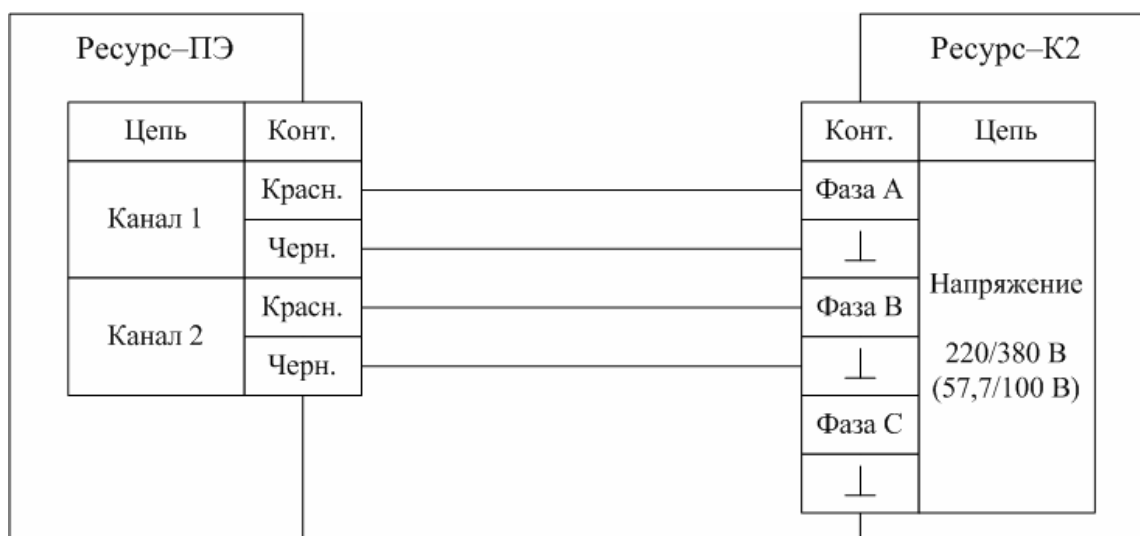 Ресурс–ПЭ
Цепь Конт.
Канал 1
Красн.
Черн.
Канал 2
Красн.
Черн.
Ресурс–К2
Конт. Цепь
Фаза А
⊥
Фаза В
⊥
Фаза С
⊥
Напряжение
220/380 В
(57,7/100 В)